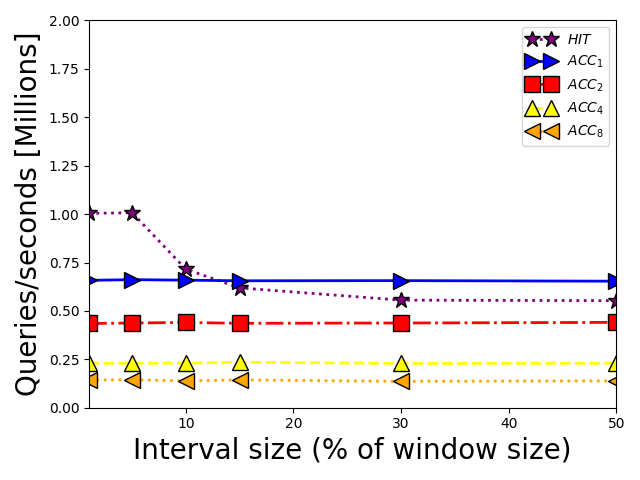 Queries/seconds [Millions]
2.00
1.75
1.50
1.25
1.00
0.75
0.50
0.25
0.00
10
20
30
40
50
Interval size (% of window size)
HIT
ACC₁
ACC₂
ACC₄
ACC₈